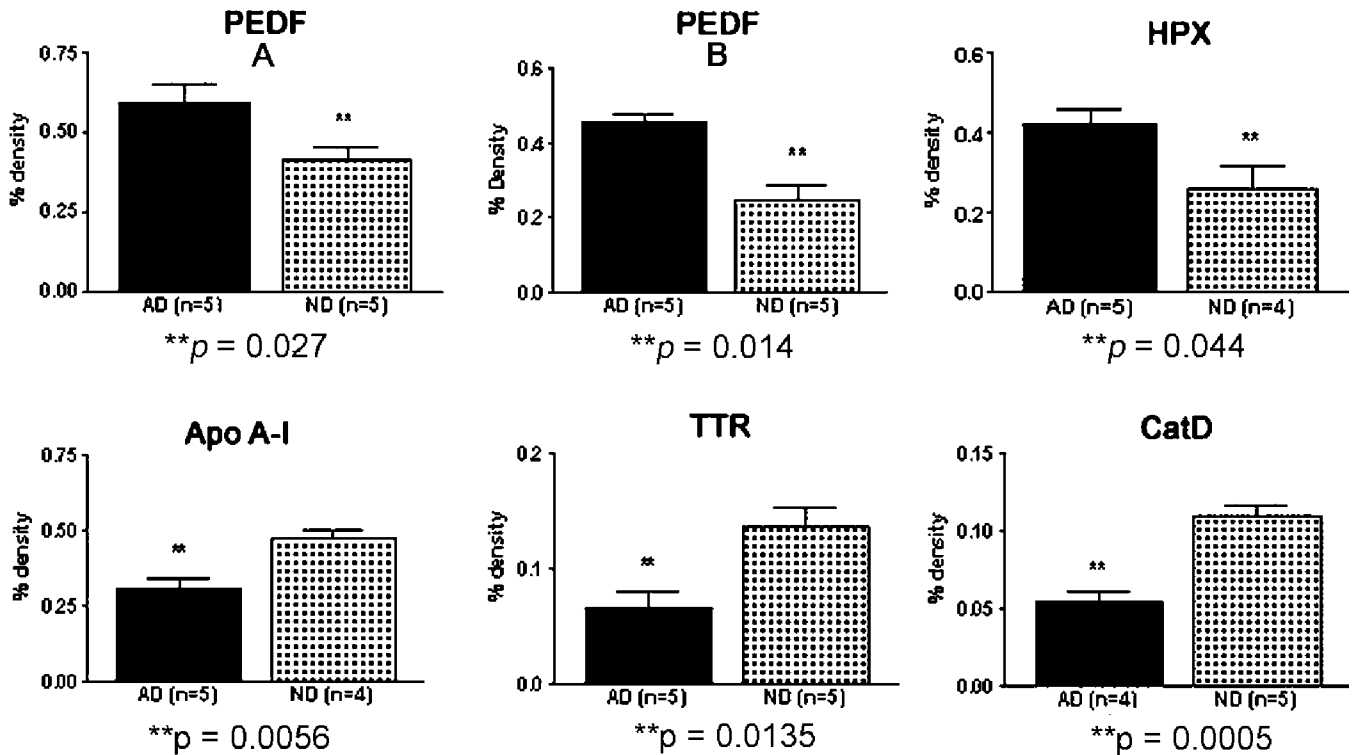 PEDF
A
0.75
0.50
0.25
0.00
% density
**
AD (n=5)
ND (n=5)
**p = 0.027
PEDF
B
0.6
0.4
0.2
0.0
% Density
**
AD (n=5)
ND (n=5)
**p = 0.014
HPX
0.6
0.4
0.2
0.0
% density
**
AD (n=5)
ND (n=4)
**p = 0.044
Apo A-I
0.75
0.50
0.25
0.00
% density
**
AD (n=5)
ND (n=4)
**p = 0.0056
TTR
0.2
0.1
0.0
% density
**
AD (n=5)
ND (n=5)
**p = 0.0135
CatD
0.15
0.10
0.05
0.00
% density
**
AD (n=4)
ND (n=5)
**p = 0.0005